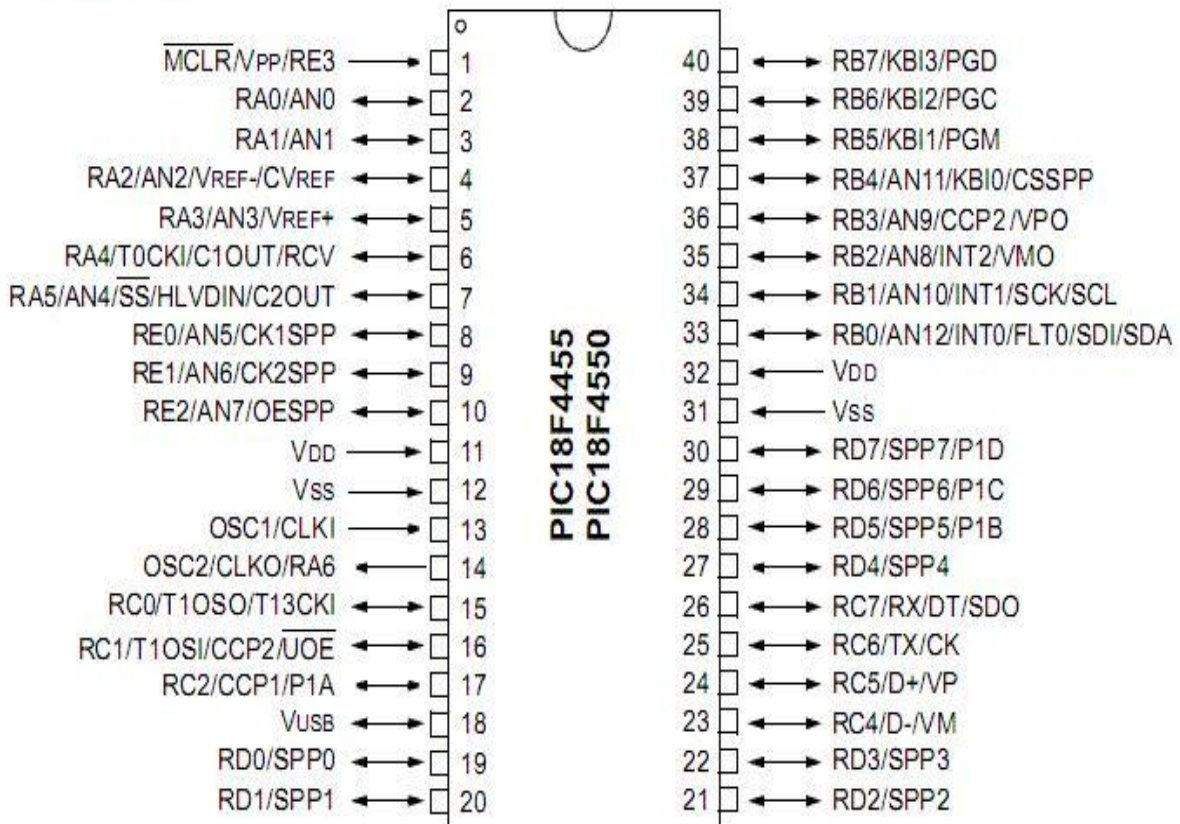 MCLR/VPP/RE3 1
RA0/AN0 2
RA1/AN1 3
RA2/AN2/VREF-/CVREF 4
RA3/AN3/VREF+ 5
RA4/T0CKI/C1OUT/RCV 6
RA5/AN4/SS/HLVDIN/C2OUT 7
RE0/AN5/CK1SPP 8
RE1/AN6/CK2SPP 9
RE2/AN7/OESPP 10
VDD 11
VSS 12
OSC1/CLKI 13
OSC2/CLKO/RA6 14
RC0/T1OSO/T13CKI 15
RC1/T1OSI/CCP2/UOE 16
RC2/CCP1/P1A 17
VUSB 18
RD0/SPP0 19
RD1/SPP1 20
PIC18F4455
PIC18F4550
40 RB7/KBI3/PGD
39 RB6/KBI2/PGC
38 RB5/KBI1/PGM
37 RB4/AN11/KBI0/CSSPP
36 RB3/AN9/CCP2/VPO
35 RB2/AN8/INT2/VMO
34 RB1/AN10/INT1/SCK/SCL
33 RB0/AN12/INT0/FLT0/SDI/SDA
32 VDD
31 VSS
30 RD7/SPP7/P1D
29 RD6/SPP6/P1C
28 RD5/SPP5/P1B
27 RD4/SPP4
26 RC7/RX/DT/SDO
25 RC6/TX/CK
24 RC5/D+/VP
23 RC4/D-/VM
22 RD3/SPP3
21 RD2/SPP2